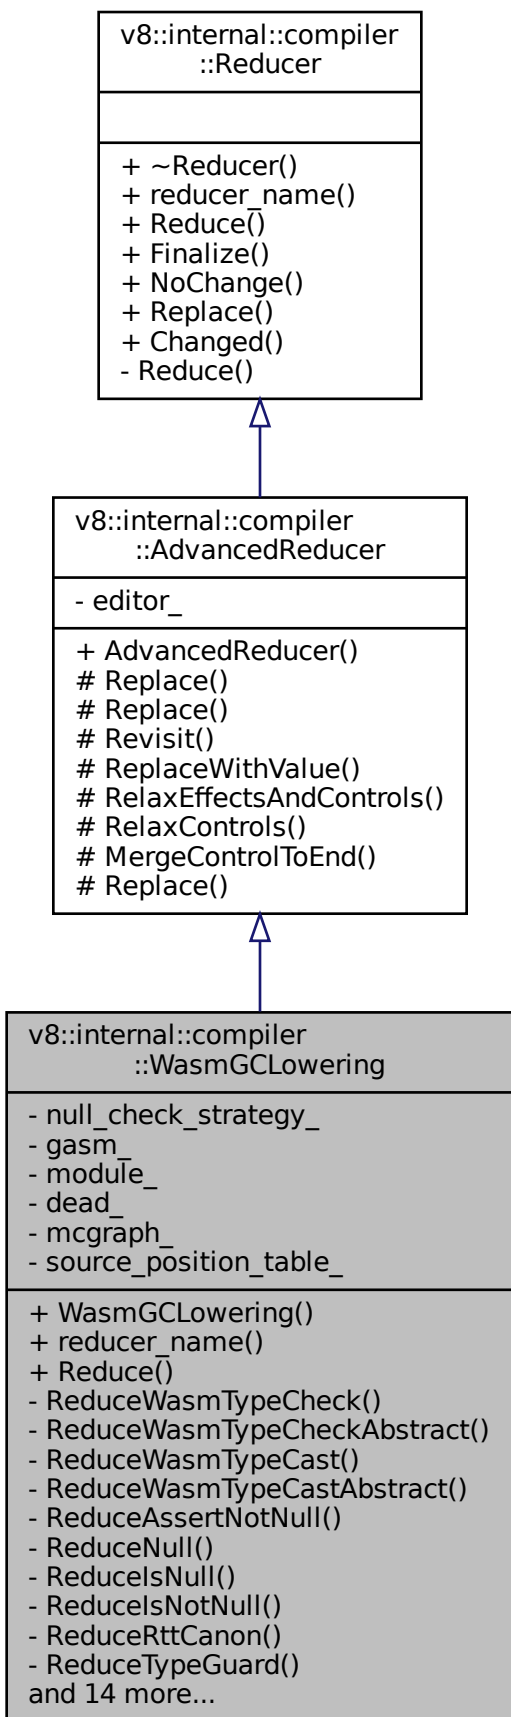 v8::internal::compiler
::Reducer
+ ~Reducer()
+ reducer_name()
+ Reduce()
+ Finalize()
+ NoChange()
+ Replace()
+ Changed()
- Reduce()
v8::internal::compiler
::AdvancedReducer
- editor_
+ AdvancedReducer()
# Replace()
# Replace()
# Revisit()
# ReplaceWithValue()
# RelaxEffectsAndControls()
# RelaxControls()
# MergeControlToEnd()
# Replace()
v8::internal::compiler
::WasmGCLowering
- null_check_strategy_
- gasm_
- module_
- dead_
- mcgraph_
- source_position_table_
+ WasmGCLowering()
+ reducer_name()
+ Reduce()
- ReduceWasmTypeCheck()
- ReduceWasmTypeCheckAbstract()
- ReduceWasmTypeCast()
- ReduceWasmTypeCastAbstract()
- ReduceAssertNotNull()
- ReduceNull()
- ReduceIsNull()
- ReduceIsNotNull()
- ReduceRttCanon()
- ReduceTypeGuard()
and 14 more...